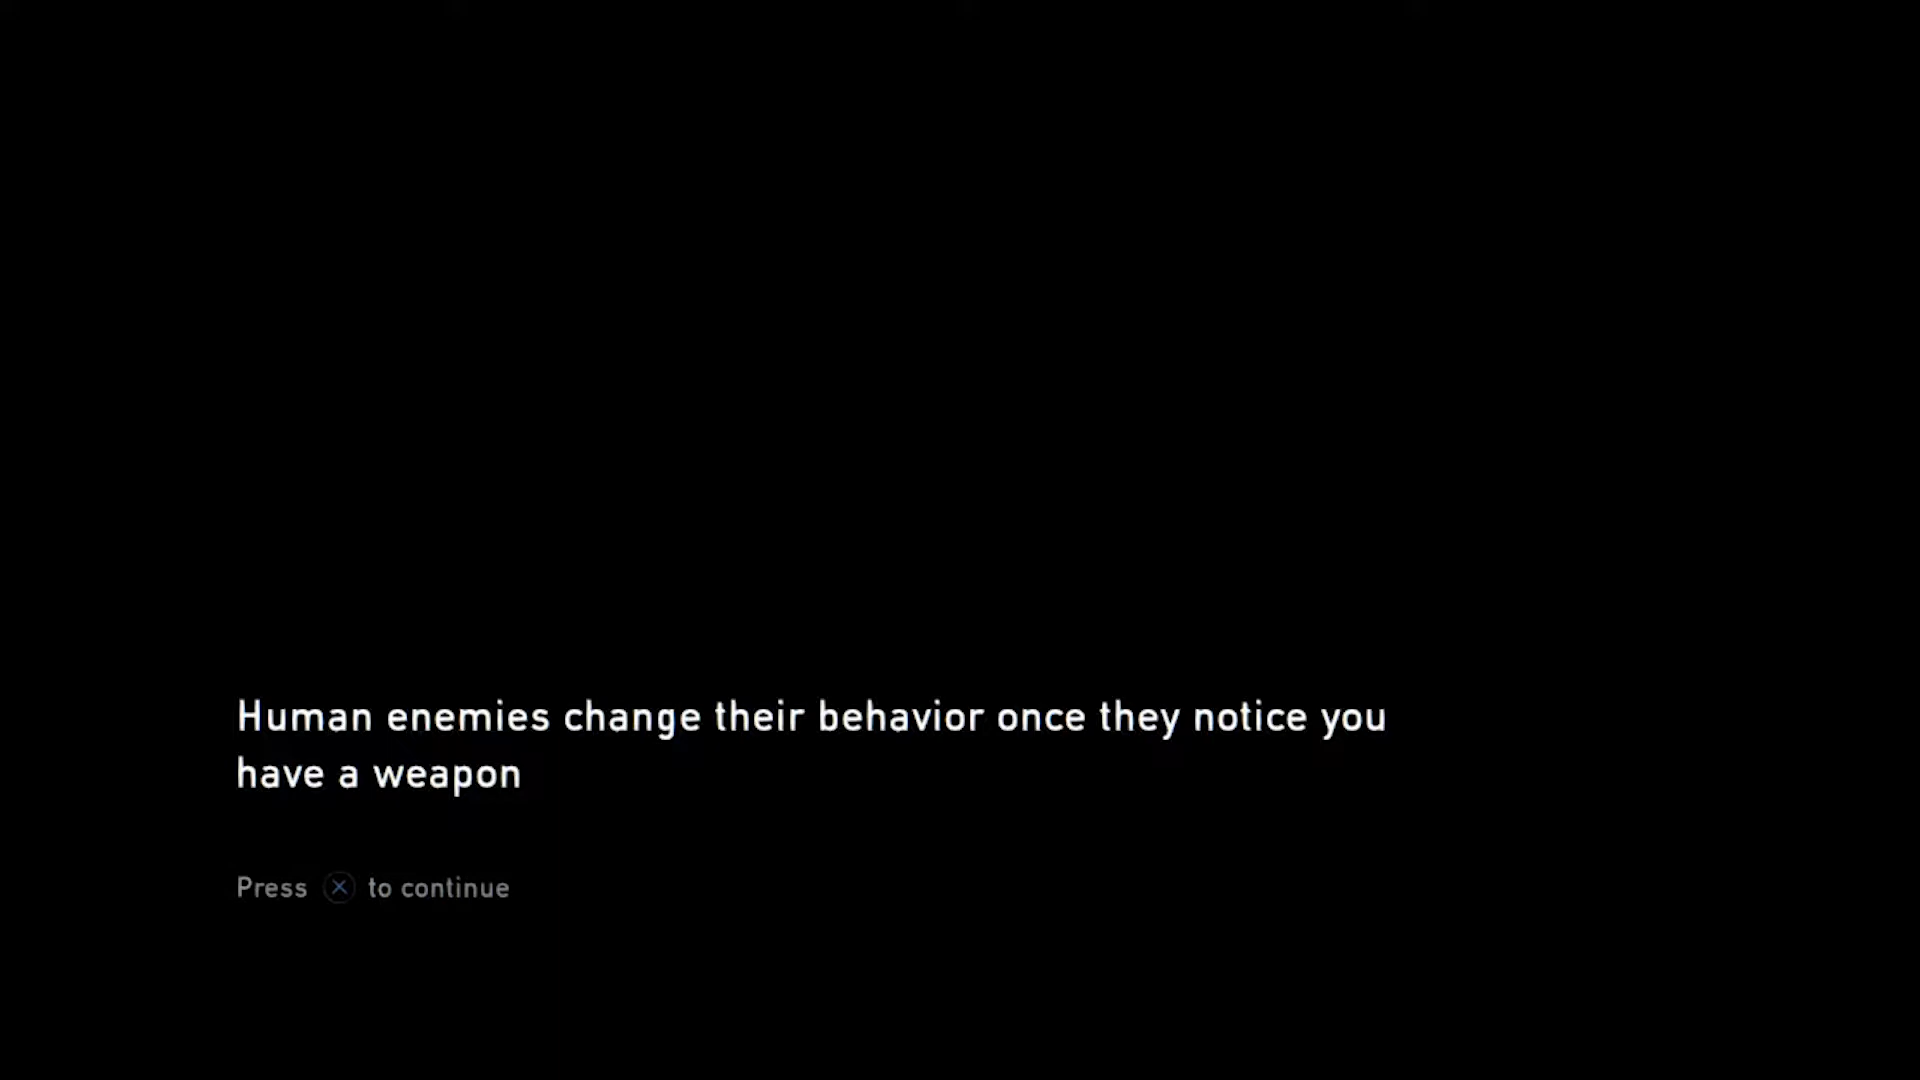 Human enemies change their behavior once they notice you
have a weapon
Press ⓧ to continue